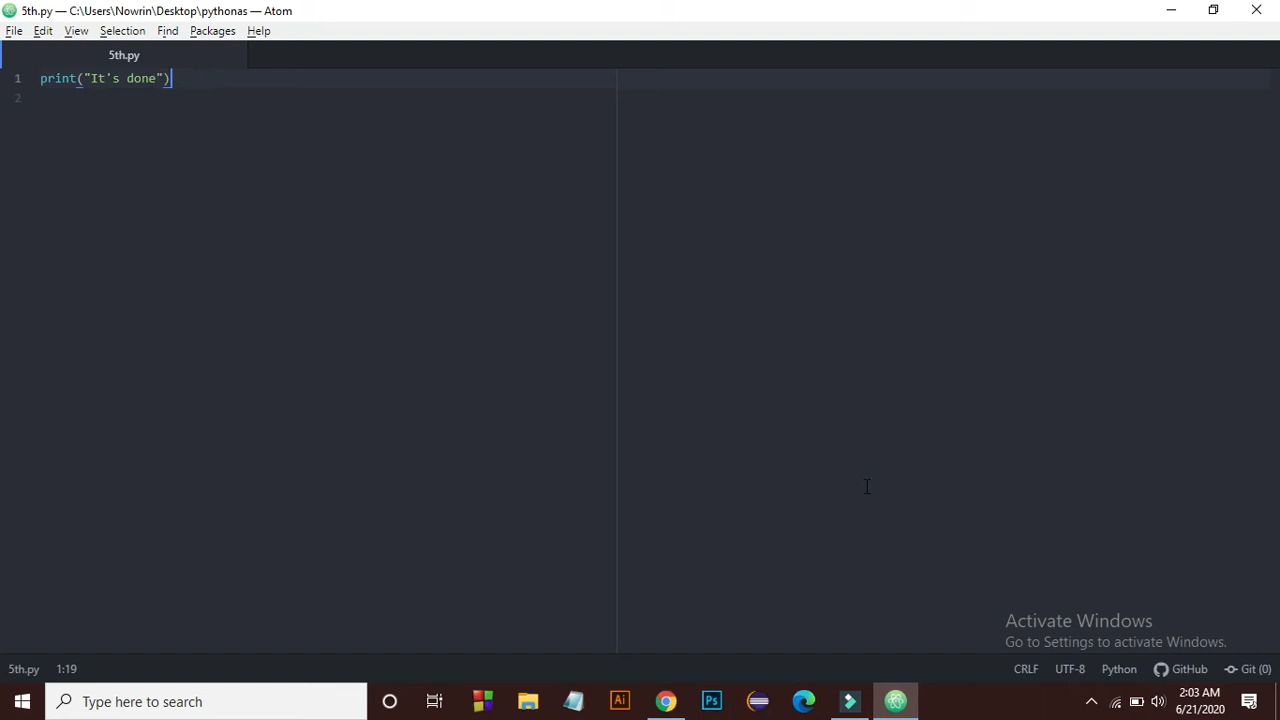 5th.py — C:\Users\Nowrin\Desktop\pythonas — Atom
File Edit View Selection Find Packages Help
5th.py
1 print("It's done")
2
Activate Windows
Go to Settings to activate Windows.
5th.py 1:19 CRLF UTF-8 Python GitHub Git (0)
Type here to search Ai Ps 2:03 AM
6/21/2020